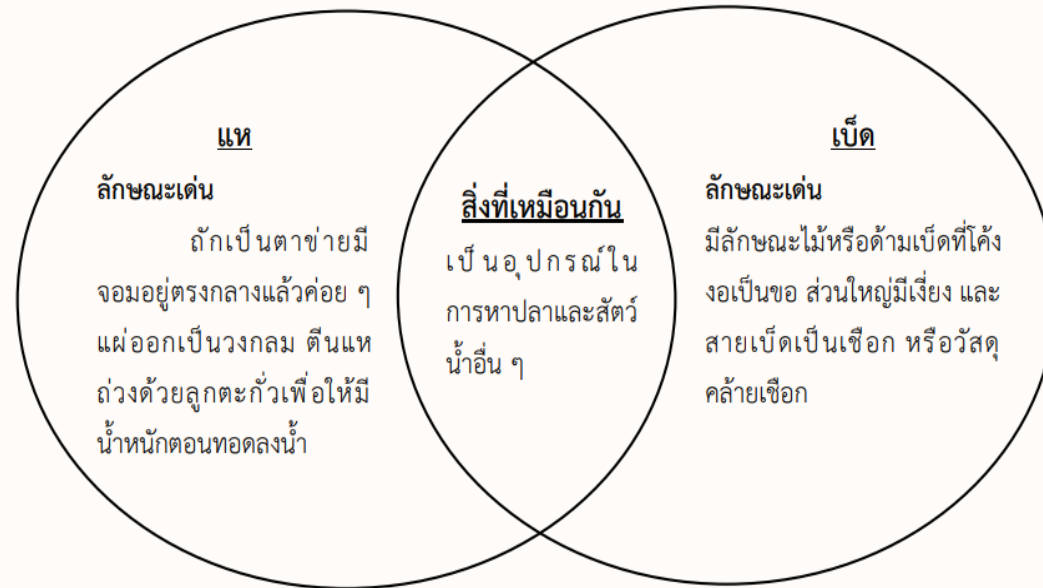 แห
ลักษณะเด่น
ถักเป็นตาข่ายมี
จอมอยู่ตรงกลางแล้วค่อย ๆ
แผ่ออกเป็นวงกลม ตีนแห
ถ่วงด้วยลูกตะกั่วเพื่อให้มี
น้ำหนักตอนทอดลงน้ำ
สิ่งที่เหมือนกัน
เป็นอุปกรณ์ใน
การหาปลาและสัตว์
น้ำอื่น ๆ
เบ็ด
ลักษณะเด่น
มีลักษณะไม้หรือด้ามเบ็ดที่โค้ง
งอเป็นขอ ส่วนใหญ่มีเงี่ยง และ
สายเบ็ดเป็นเชือก หรือวัสดุ
คล้ายเชือก